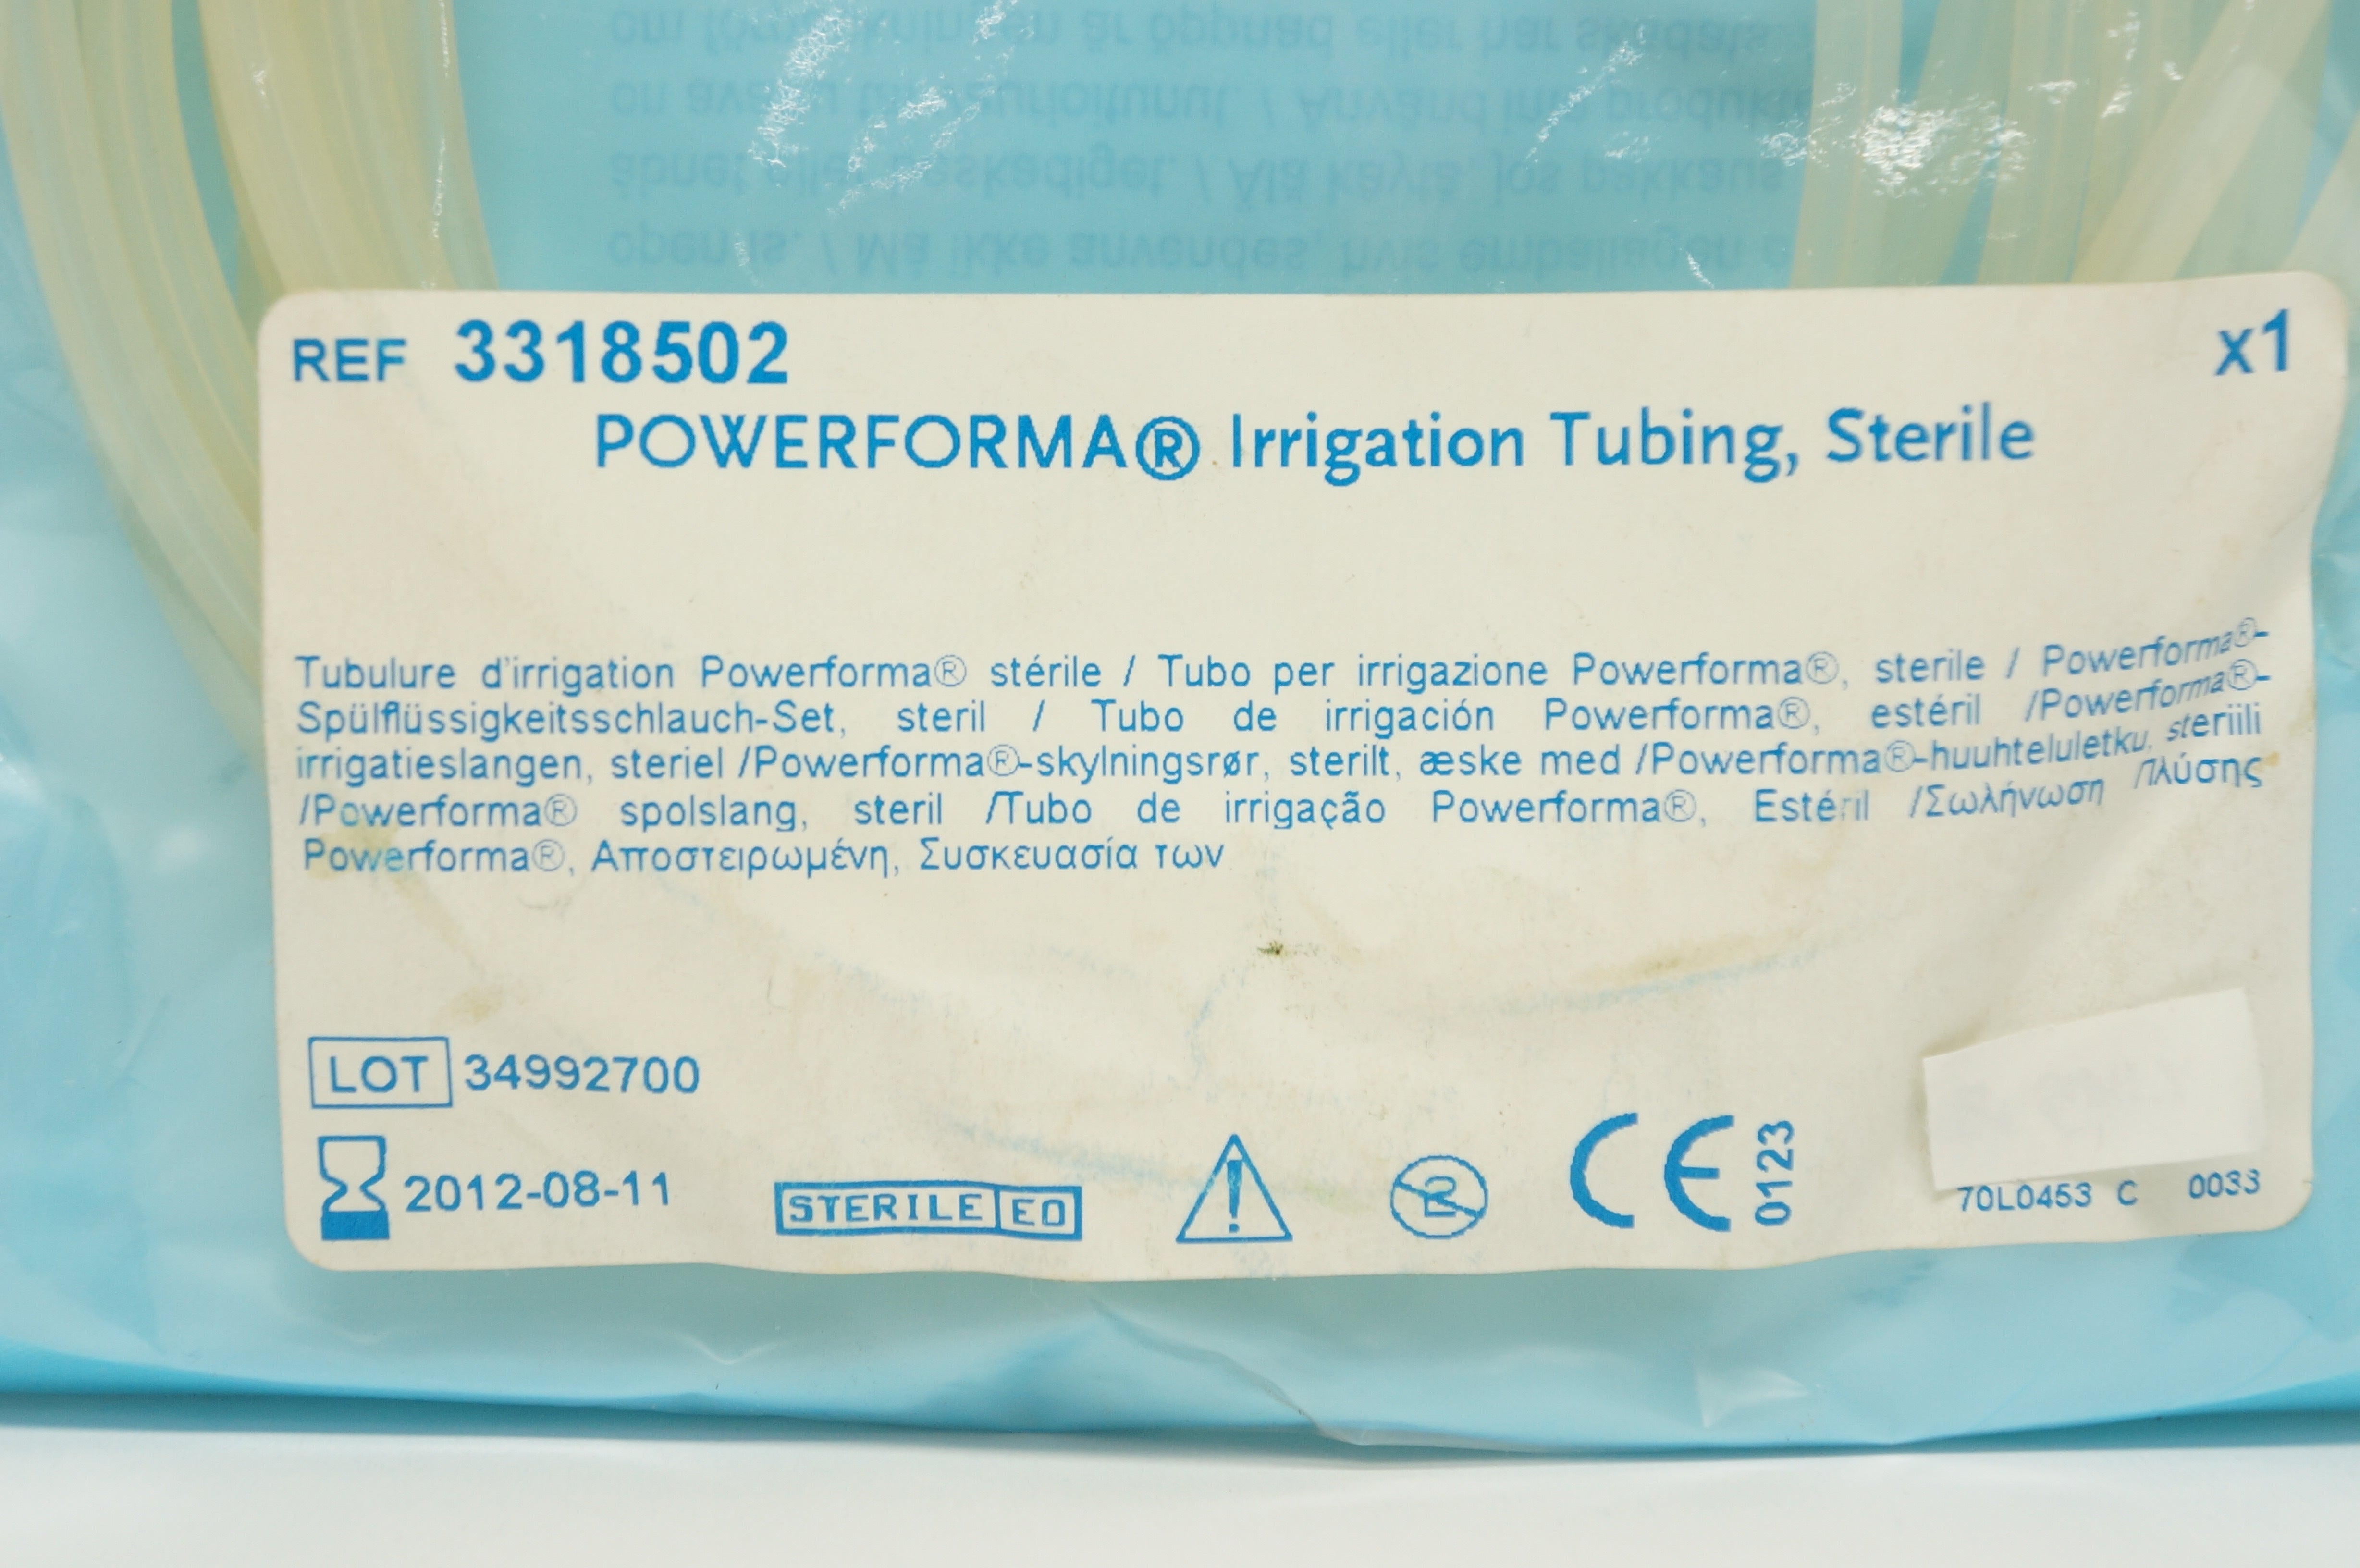 REF 3318502 x1
POWERFORMA® Irrigation Tubing, Sterile
Tubulure d'irrigation Powerforma® stérile / Tubo per irrigazione Powerforma®, sterile / Powerforma®-
Spülflüssigkeitsschlauch-Set, steril / Tubo de irrigación Powerforma®, estéril /Powerforma®-
irrigatieslangen, steriel /Powerforma®-skylningsrør, sterilt, æske med /Powerforma®-huuhteluletku, steriili
/Powerforma® spolslang, steril /Tubo de irrigação Powerforma®, Estéril /Σωλήνωση πλύσης
Powerforma®, Αποστειρωμένη, Συσκευασία των
LOT 34992700
2012-08-11
STERILE EO
2
CE 0123
70L0453 C 0033